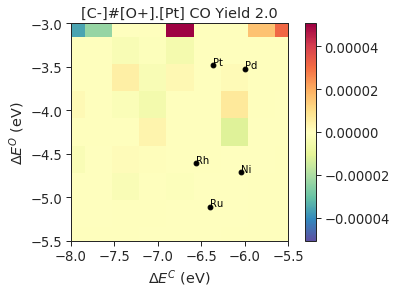 [C-]#[O+].[Pt] CO Yield 2.0
−3.0
−3.5
−4.0
−4.5
−5.0
−5.5
ΔE^O (eV)
Pt
Pd
Rh
Ni
Ru
−8.0 −7.5 −7.0 −6.5 −6.0 −5.5
ΔE^C (eV)
0.00004
0.00002
0.00000
−0.00002
−0.00004